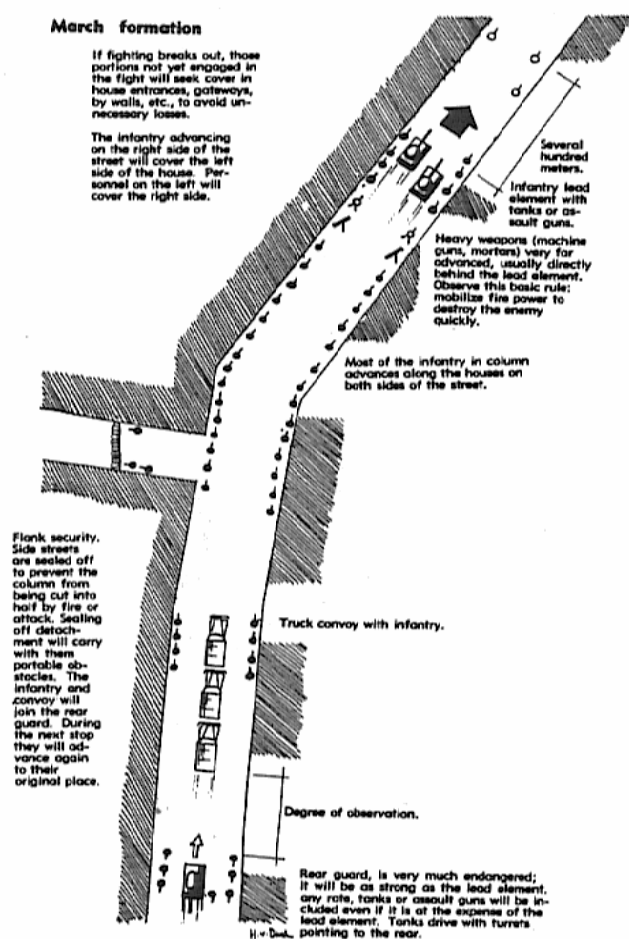 March formation
If fighting breaks out, those
portions not yet engaged in
the fight will seek cover in
house entrances, gateways,
by walls, etc., to avoid un-
necessary losses.
The infantry advancing
on the right side of the
street will cover the left
side of the house. Per-
sonnel on the left will
cover the right side.
Several
hundred
meters.
Infantry lead
element with
tanks or as-
sault guns.
Heavy weapons (machine
guns, mortars) very far
advanced, usually directly
behind the lead element.
Observe this basic rule:
mobilize fire power to
destroy the enemy
quickly.
Most of the infantry in column
advances along the houses on
both sides of the street.
Flank security.
Side streets
are sealed off
to prevent the
column from
being cut into
half by fire or
attack. Sealing
off detach-
ment will carry
with them
portable ob-
stacles. The
infantry and
convoy will
join the rear
guard. During
the next stop
they will ad-
vance again
to their
original place.
Truck convoy with infantry.
Degree of observation.
Rear guard, is very much endangered;
it will be as strong as the lead element.
any rate, tanks or assault guns will be in-
cluded even if it is at the expense of the
lead element. Tanks drive with turrets
pointing to the rear.